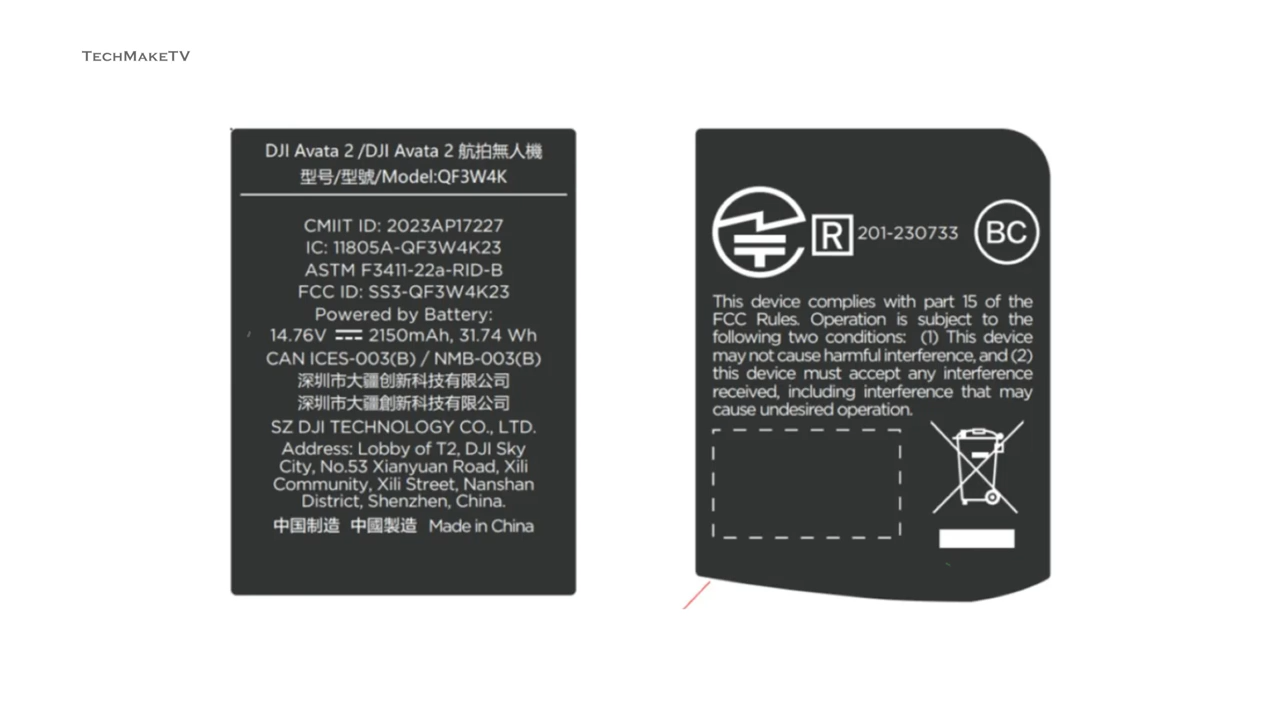 TECHMAKETV
DJI Avata 2 /DJI Avata 2 航拍無人機
型号/型號/Model:QF3W4K
CMIIT ID: 2023AP17227
IC: 11805A-QF3W4K23
ASTM F3411-22a-RID-B
FCC ID: SS3-QF3W4K23
Powered by Battery:
14.76V ⎓ 2150mAh, 31.74 Wh
CAN ICES-003(B) / NMB-003(B)
深圳市大疆创新科技有限公司
深圳市大疆創新科技有限公司
SZ DJI TECHNOLOGY CO., LTD.
Address: Lobby of T2, DJI Sky
City, No.53 Xianyuan Road, Xili
Community, Xili Street, Nanshan
District, Shenzhen, China.
中国制造 中國製造 Made in China
R 201-230733 BC
This device complies with part 15 of the
FCC Rules. Operation is subject to the
following two conditions: (1) This device
may not cause harmful interference, and (2)
this device must accept any interference
received, including interference that may
cause undesired operation.